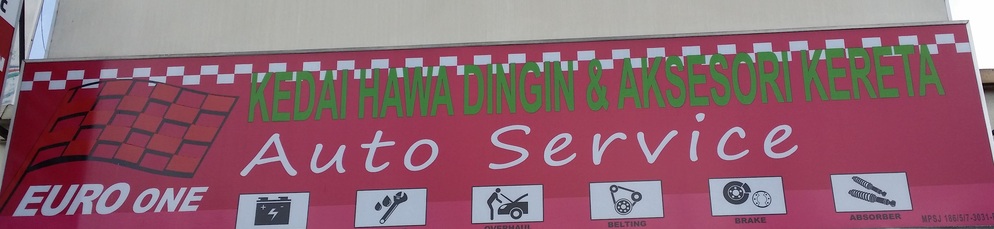 KEDAI HAWA DINGIN & AKSESORI KERETA
Auto Service
EURO ONE
OVERHAUL
BELTING
BRAKE
ABSORBER